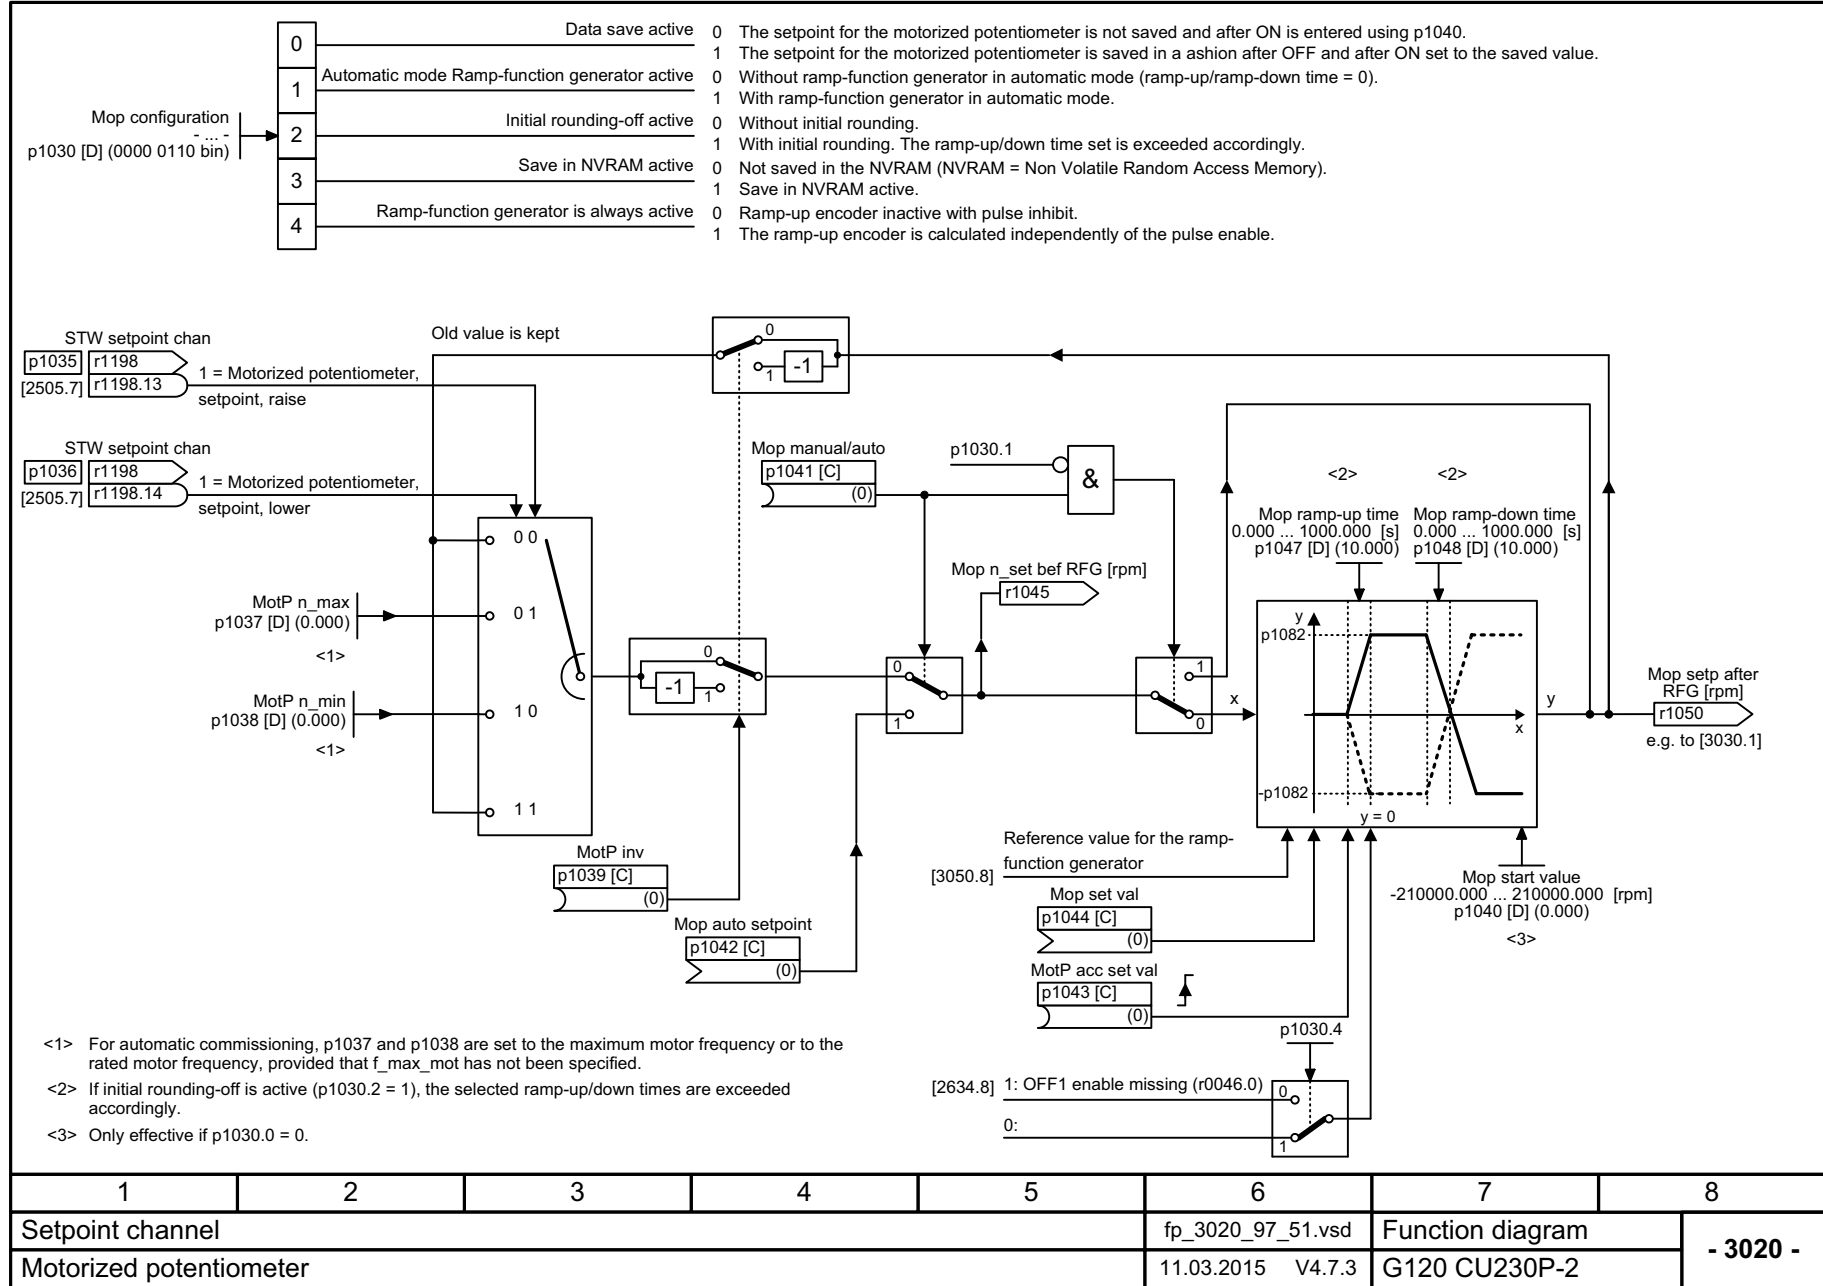 Data save active
0 The setpoint for the motorized potentiometer is not saved and after ON is entered using p1040.
0
1 The setpoint for the motorized potentiometer is saved in a ashion after OFF and after ON set to the saved value.
Automatic mode Ramp-function generator active
0 Without ramp-function generator in automatic mode (ramp-up/ramp-down time = 0).
1
1 With ramp-function generator in automatic mode.
Mop configuration
- ... -
p1030 [D] (0000 0110 bin)
Initial rounding-off active
0 Without initial rounding.
2
1 With initial rounding. The ramp-up/down time set is exceeded accordingly.
Save in NVRAM active
0 Not saved in the NVRAM (NVRAM = Non Volatile Random Access Memory).
3
1 Save in NVRAM active.
Ramp-function generator is always active
0 Ramp-up encoder inactive with pulse inhibit.
4
1 The ramp-up encoder is calculated independently of the pulse enable.
STW setpoint chan
p1035 r1198
[2505.7] r1198.13
1 = Motorized potentiometer,
setpoint, raise
Old value is kept
0
1
-1
STW setpoint chan
p1036 r1198
[2505.7] r1198.14
1 = Motorized potentiometer,
setpoint, lower
Mop manual/auto
p1041 [C]
(0)
p1030.1
&
<2>
<2>
Mop ramp-up time
0.000 ... 1000.000 [s]
p1047 [D] (10.000)
Mop ramp-down time
0.000 ... 1000.000 [s]
p1048 [D] (10.000)
0 0
0 1
1 0
1 1
MotP n_max
p1037 [D] (0.000)
<1>
MotP n_min
p1038 [D] (0.000)
<1>
-1
0
1
0
1
Mop n_set bef RFG [rpm]
r1045
1
0
x
y
p1082
x
-p1082
y = 0
y
Mop setp after
RFG [rpm]
r1050
e.g. to [3030.1]
MotP inv
p1039 [C]
(0)
Mop auto setpoint
p1042 [C]
(0)
Reference value for the ramp-
function generator
[3050.8]
Mop set val
p1044 [C]
(0)
MotP acc set val
p1043 [C]
(0)
Mop start value
-210000.000 ... 210000.000 [rpm]
p1040 [D] (0.000)
<3>
p1030.4
[2634.8] 1: OFF1 enable missing (r0046.0)
0
0:
1
<1> For automatic commissioning, p1037 and p1038 are set to the maximum motor frequency or to the
rated motor frequency, provided that f_max_mot has not been specified.
<2> If initial rounding-off is active (p1030.2 = 1), the selected ramp-up/down times are exceeded
accordingly.
<3> Only effective if p1030.0 = 0.
1 2 3 4 5 6 7 8
Setpoint channel
fp_3020_97_51.vsd
Function diagram
- 3020 -
Motorized potentiometer
11.03.2015 V4.7.3
G120 CU230P-2